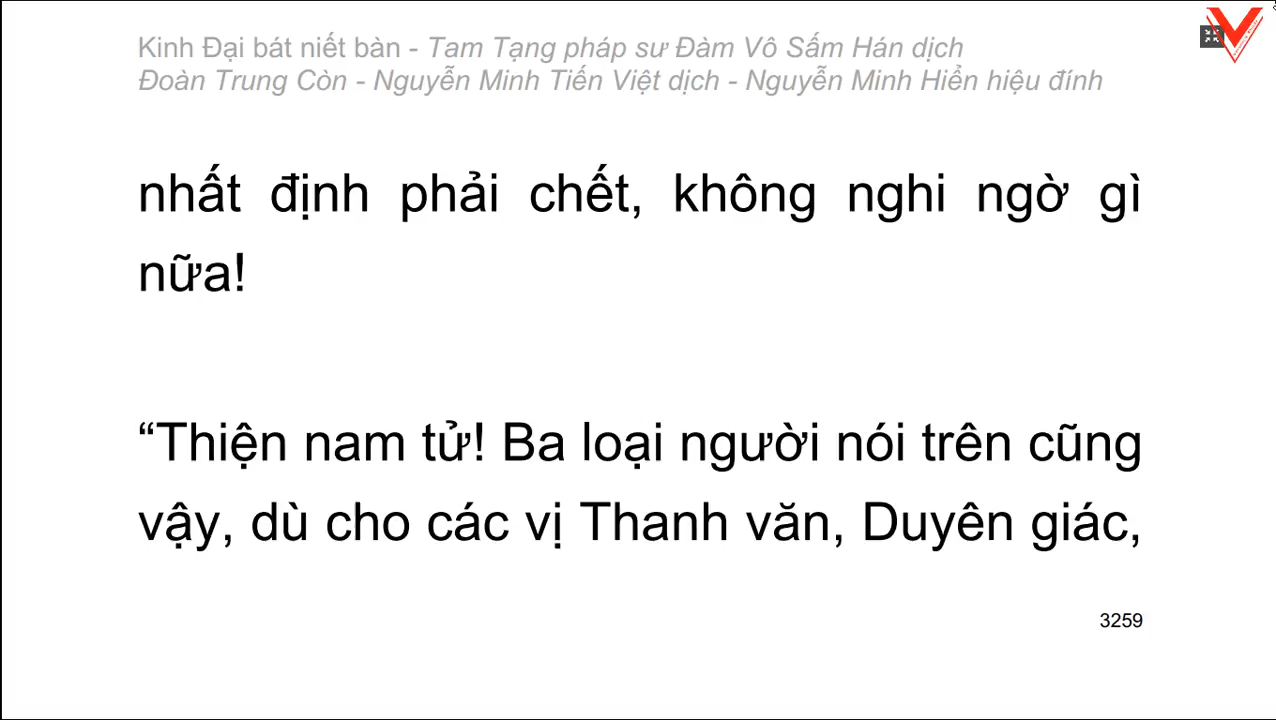 Kinh Đại bát niết bàn - Tam Tạng pháp sư Đàm Vô Sấm Hán dịch
Đoàn Trung Còn - Nguyễn Minh Tiến Việt dịch - Nguyễn Minh Hiển hiệu đính
nhất định phải chết, không nghi ngờ gì
nữa!
“Thiện nam tử! Ba loại người nói trên cũng
vậy, dù cho các vị Thanh văn, Duyên giác,
3259